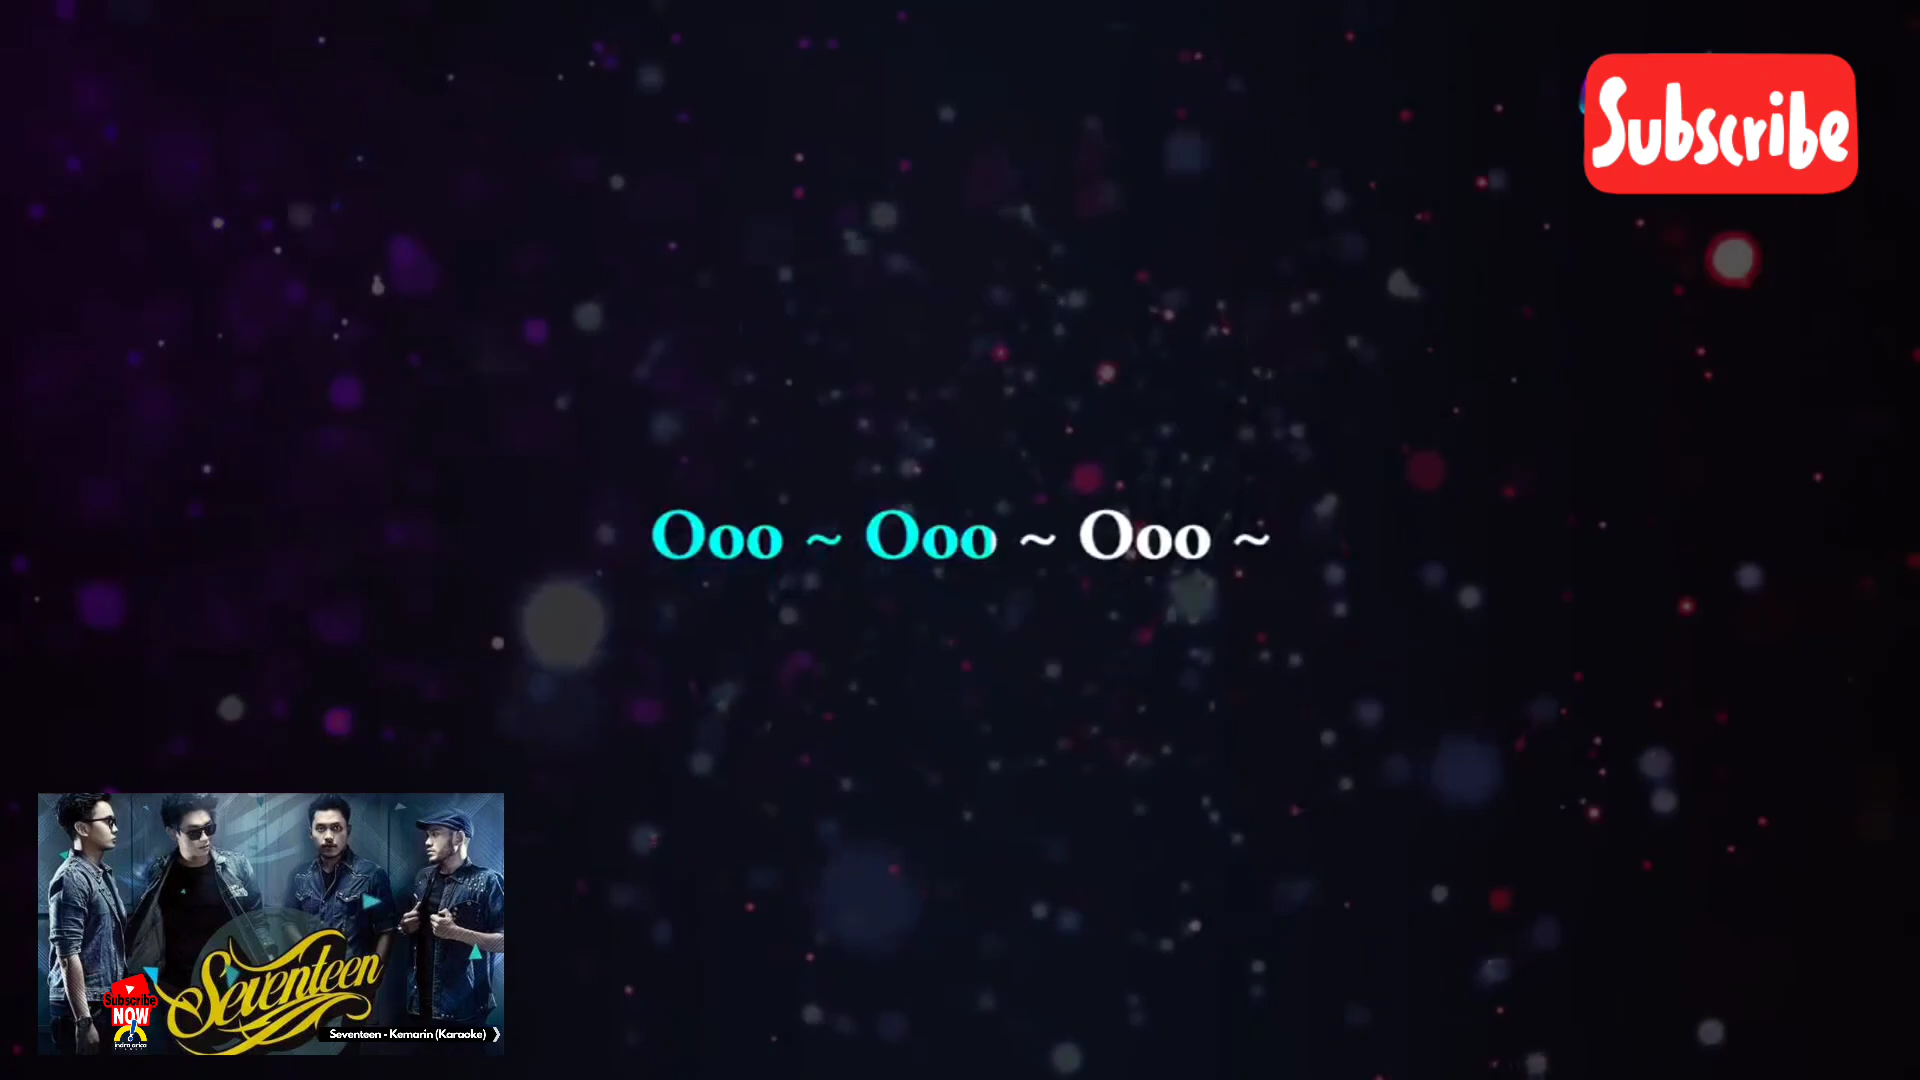 Subscribe
Ooo ~ Ooo ~ Ooo ~
Seventeen
Subscribe
NOW
Seventeen - Kemarin (Karaoke)